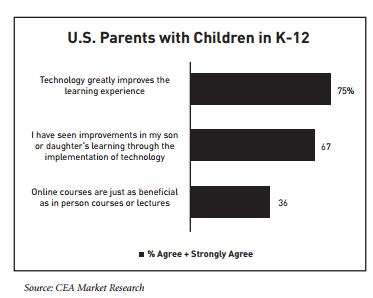 U.S. Parents with Children in K-12
Technology greatly improves the
learning experience
75%
I have seen improvements in my son
or daughter's learning through the
implementation of technology
67
Online courses are just as beneficial
as in person courses or lectures
36
% Agree + Strongly Agree
Source: CEA Market Research